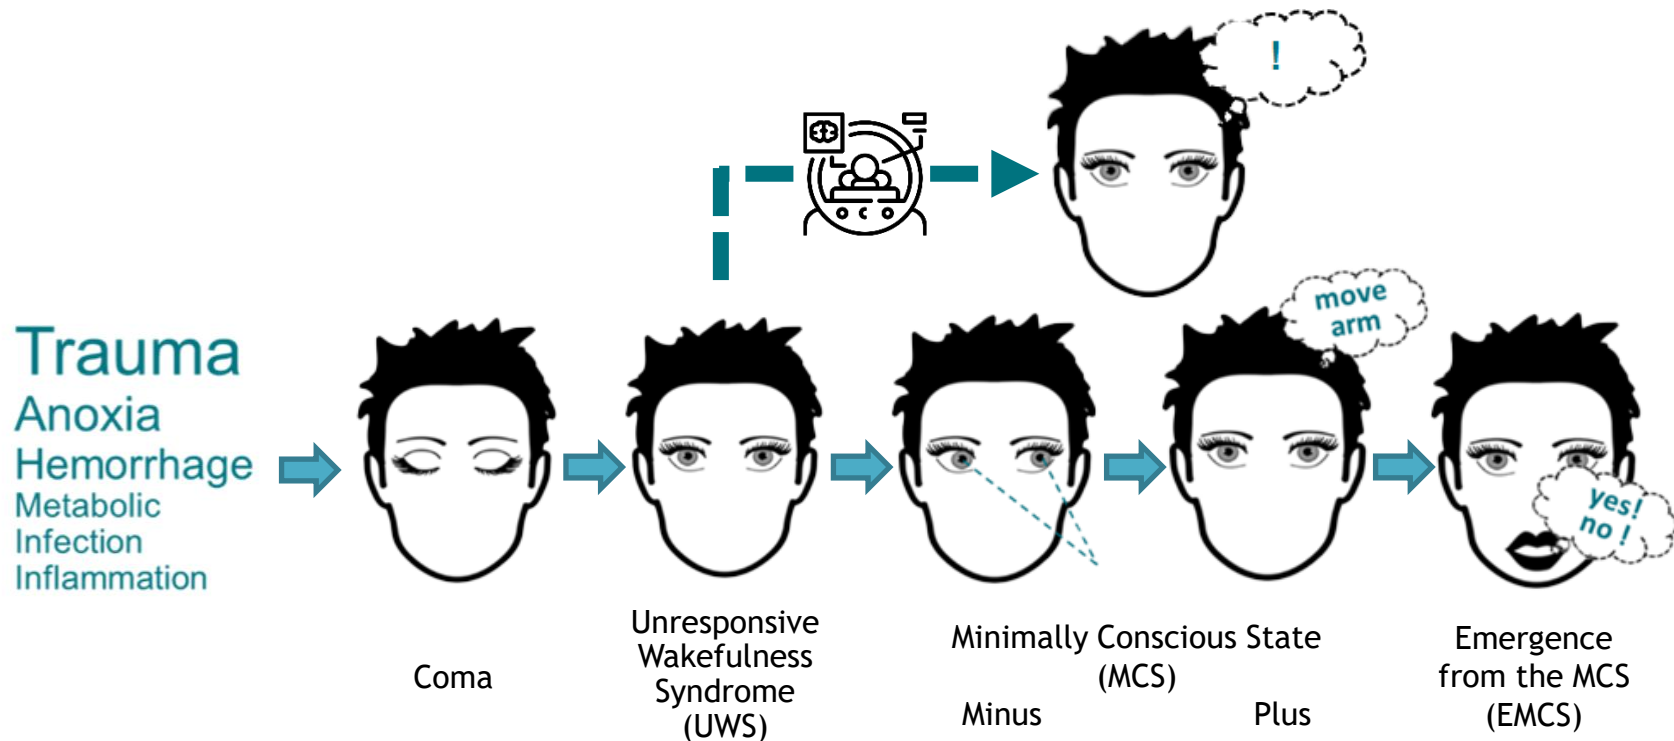 !
move
arm
Trauma
Anoxia
Hemorrhage
Metabolic
Infection
Inflammation
yes!
no !
Coma
Unresponsive
Wakefulness
Syndrome
(UWS)
Minimally Conscious State
(MCS)
Minus
Plus
Emergence
from the MCS
(EMCS)